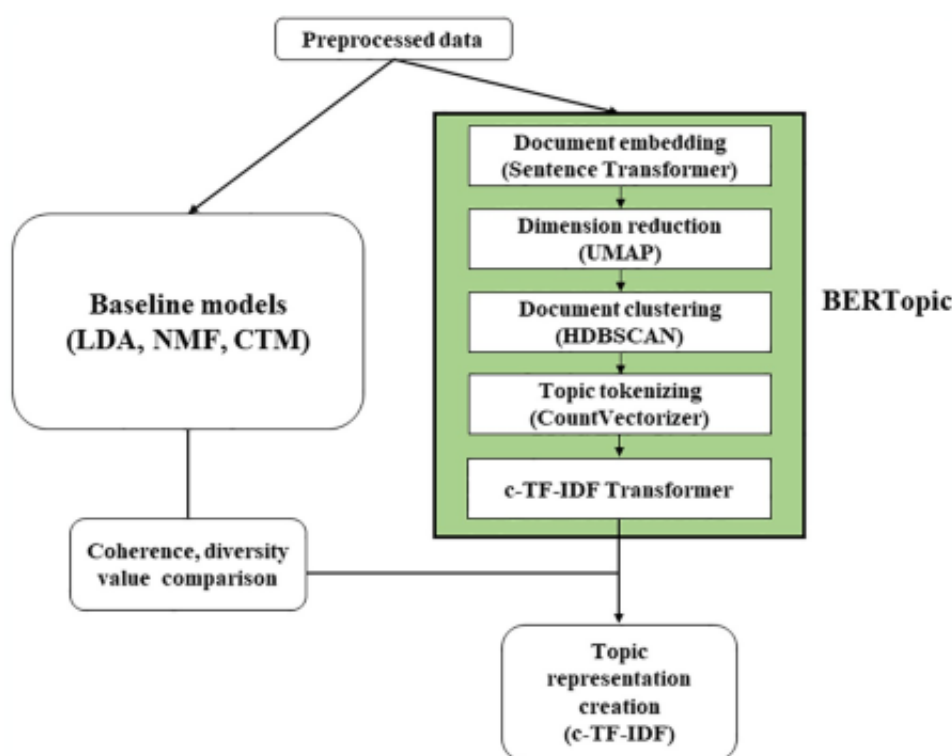 Preprocessed data
Document embedding
(Sentence Transformer)
Dimension reduction
(UMAP)
Document clustering
(HDBSCAN)
Topic tokenizing
(CountVectorizer)
c-TF-IDF Transformer
BERTopic
Baseline models
(LDA, NMF, CTM)
Coherence, diversity
value comparison
Topic
representation
creation
(c-TF-IDF)